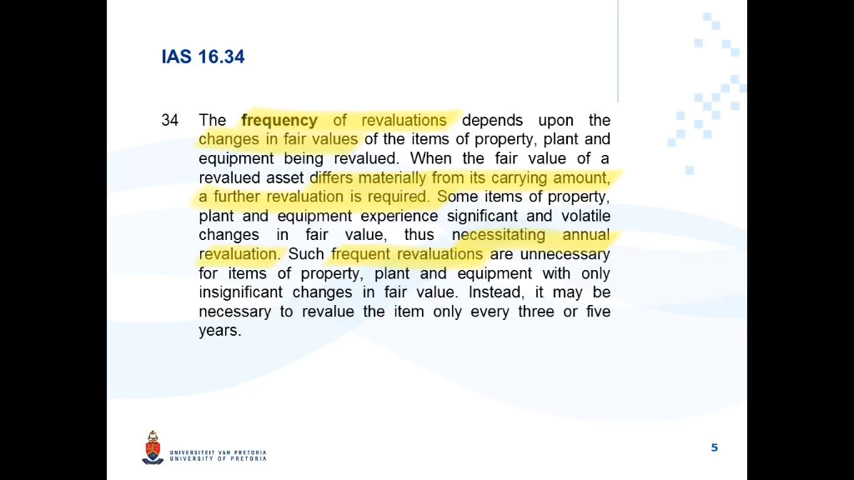 IAS 16.34
34 The frequency of revaluations depends upon the
changes in fair values of the items of property, plant and
equipment being revalued. When the fair value of a
revalued asset differs materially from its carrying amount,
a further revaluation is required. Some items of property,
plant and equipment experience significant and volatile
changes in fair value, thus necessitating annual
revaluation. Such frequent revaluations are unnecessary
for items of property, plant and equipment with only
insignificant changes in fair value. Instead, it may be
necessary to revalue the item only every three or five
years.
UNIVERSITEIT VAN PRETORIA
UNIVERSITY OF PRETORIA
5